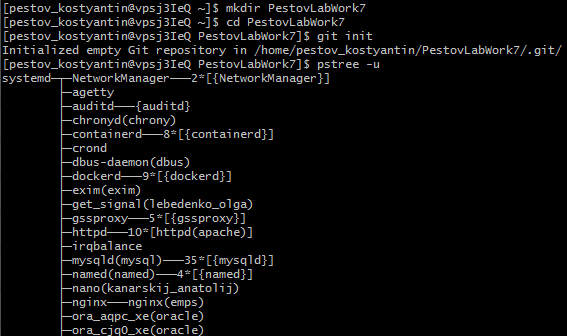 [pestov_kostyantin@vpsj3IeQ ~]$ mkdir PestovLabWork7
[pestov_kostyantin@vpsj3IeQ ~]$ cd PestovLabWork7
[pestov_kostyantin@vpsj3IeQ PestovLabWork7]$ git init
Initialized empty Git repository in /home/pestov_kostyantin/PestovLabWork7/.git/
[pestov_kostyantin@vpsj3IeQ PestovLabWork7]$ pstree -u
systemd─┬─NetworkManager───2*[{NetworkManager}]
        ├─agetty
        ├─auditd───{auditd}
        ├─chronyd(chrony)
        ├─containerd───8*[{containerd}]
        ├─crond
        ├─dbus-daemon(dbus)
        ├─dockerd───9*[{dockerd}]
        ├─exim(exim)
        ├─get_signal(lebedenko_olga)
        ├─gssproxy───5*[{gssproxy}]
        ├─httpd───10*[httpd(apache)]
        ├─irqbalance
        ├─mysqld(mysql)───35*[{mysqld}]
        ├─named(named)───4*[{named}]
        ├─nano(kanarskij_anatolij)
        ├─nginx───nginx(emps)
        ├─ora_aqpc_xe(oracle)
        ├─ora_cjq0_xe(oracle)